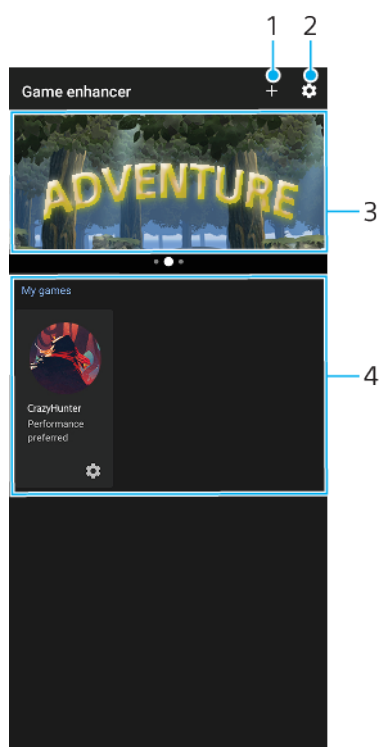 1 2
Game enhancer
ADVENTURE
3
My games
4
CrazyHunter
Performance
preferred